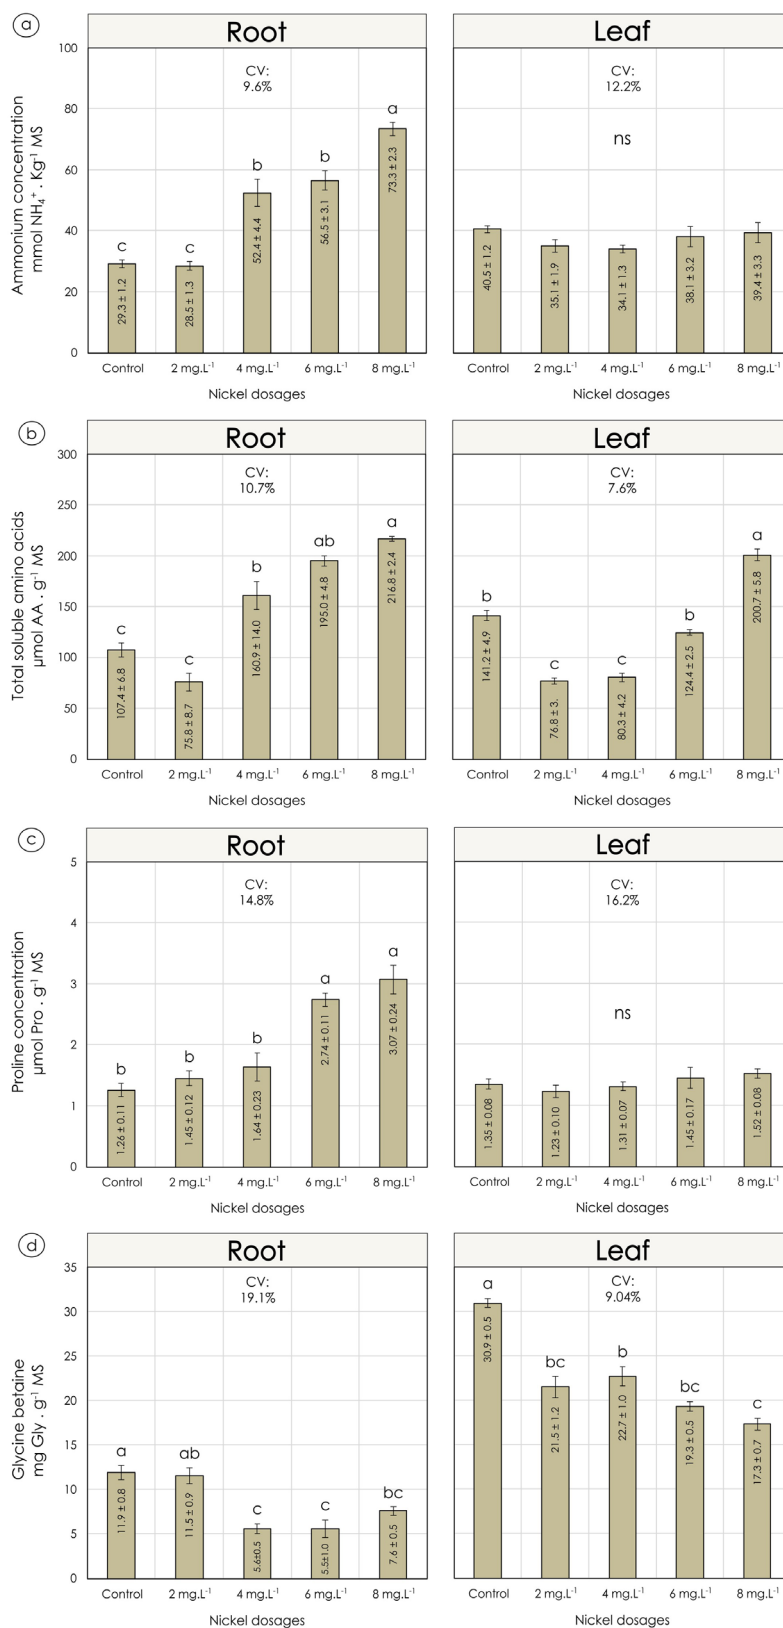 a
Root
Leaf
Ammonium concentration
mmol NH₄⁺ . Kg⁻¹ MS
100
80
60
40
20
0
CV:
9.6%
c
c
b
b
a
29.3 ± 1.2
28.5 ± 1.3
52.4 ± 4.4
56.5 ± 3.1
73.3 ± 2.3
Control
2 mg.L⁻¹
4 mg.L⁻¹
6 mg.L⁻¹
8 mg.L⁻¹
Nickel dosages
CV:
12.2%
ns
40.5 ± 1.2
35.1 ± 1.9
34.1 ± 1.3
38.1 ± 3.2
39.4 ± 3.3
Control
2 mg.L⁻¹
4 mg.L⁻¹
6 mg.L⁻¹
8 mg.L⁻¹
Nickel dosages
b
Root
Leaf
Total soluble amino acids
µmol AA . g⁻¹ MS
300
250
200
150
100
50
0
CV:
10.7%
c
c
b
ab
a
107.4 ± 6.8
75.8 ± 8.7
160.9 ± 14.0
195.0 ± 4.8
216.8 ± 2.4
Control
2 mg.L⁻¹
4 mg.L⁻¹
6 mg.L⁻¹
8 mg.L⁻¹
Nickel dosages
CV:
7.6%
b
c
c
b
a
141.2 ± 4.9
76.8 ± 3.
80.3 ± 4.2
124.4 ± 2.5
200.7 ± 5.8
Control
2 mg.L⁻¹
4 mg.L⁻¹
6 mg.L⁻¹
8 mg.L⁻¹
Nickel dosages
c
Root
Leaf
Proline concentration
µmol Pro . g⁻¹ MS
5
4
3
2
1
0
CV:
14.8%
b
b
b
a
a
1.26 ± 0.11
1.45 ± 0.12
1.64 ± 0.23
2.74 ± 0.11
3.07 ± 0.24
Control
2 mg.L⁻¹
4 mg.L⁻¹
6 mg.L⁻¹
8 mg.L⁻¹
Nickel dosages
CV:
16.2%
ns
1.35 ± 0.08
1.23 ± 0.10
1.31 ± 0.07
1.45 ± 0.17
1.52 ± 0.08
Control
2 mg.L⁻¹
4 mg.L⁻¹
6 mg.L⁻¹
8 mg.L⁻¹
Nickel dosages
d
Root
Leaf
Glycine betaine
mg Gly . g⁻¹ MS
35
30
25
20
15
10
5
0
CV:
19.1%
a
ab
c
c
bc
11.9 ± 0.8
11.5 ± 0.9
5.6±0.5
5.5±1.0
7.6 ± 0.5
Control
2 mg.L⁻¹
4 mg.L⁻¹
6 mg.L⁻¹
8 mg.L⁻¹
Nickel dosages
CV:
9.04%
a
bc
b
bc
c
30.9 ± 0.5
21.5 ± 1.2
22.7 ± 1.0
19.3 ± 0.5
17.3 ± 0.7
Control
2 mg.L⁻¹
4 mg.L⁻¹
6 mg.L⁻¹
8 mg.L⁻¹
Nickel dosages